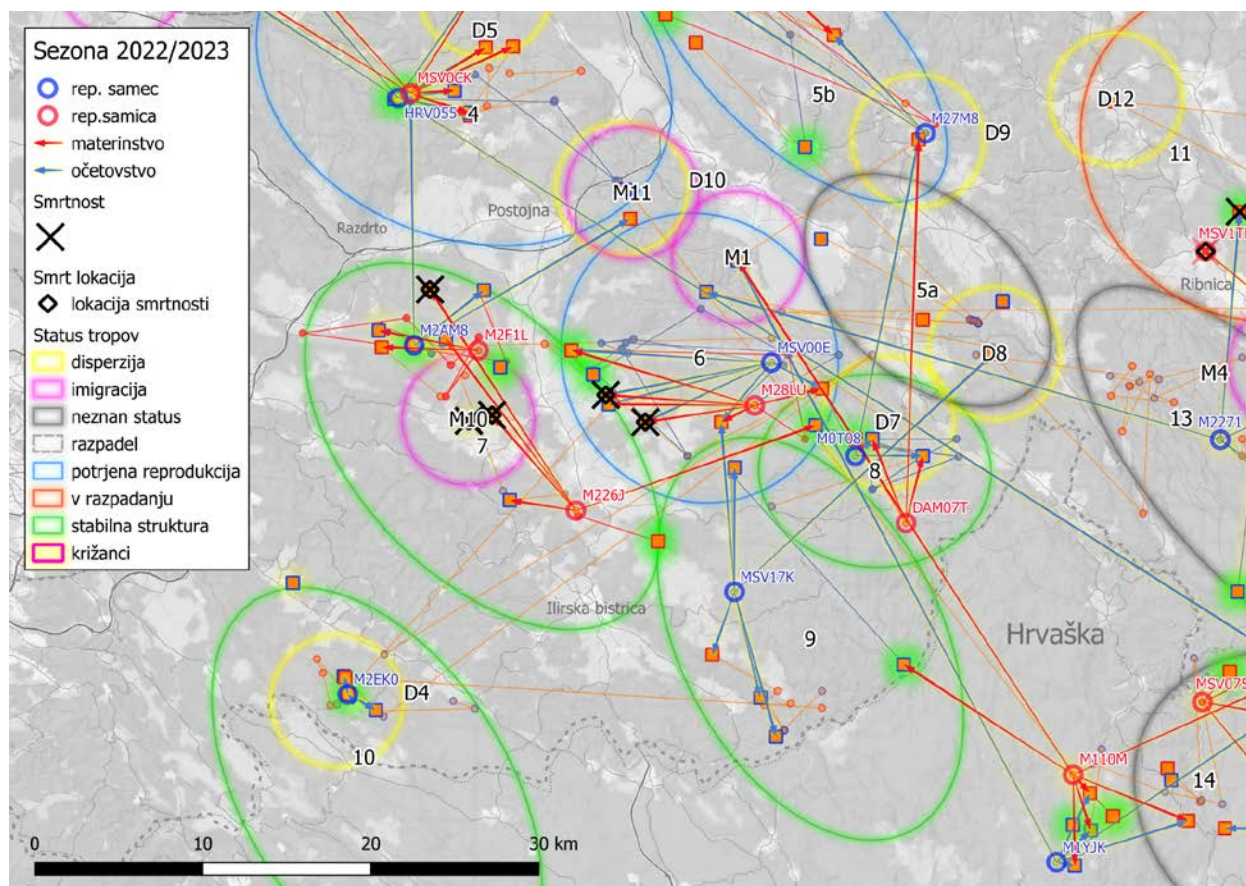 Sezona 2022/2023
rep. samec
rep.samica
materinstvo
očetovstvo
Smrtnost
Smrt lokacija
lokacija smrtnosti
Status tropov
disperzija
imigracija
neznan status
razpadel
potrjena reprodukcija
v razpadanju
stabilna struktura
križanci
D5
MSV0CK
HRV055
4
5b
M27M8
D9
D12
11
M11
D10
Postojna
Razdrto
M1
MSV1T
Ribnica
5a
M2AM8
M2F1L
6
MSV00E
D8
M4
M28LU
M10
7
M0T08
D7
13
M2271
8
M226J
DAM07T
MSV17K
Ilirska bistrica
9
Hrvaška
M2EK0
D4
MSV075
10
M110M
14
M1YJK
0
10
20
30 km